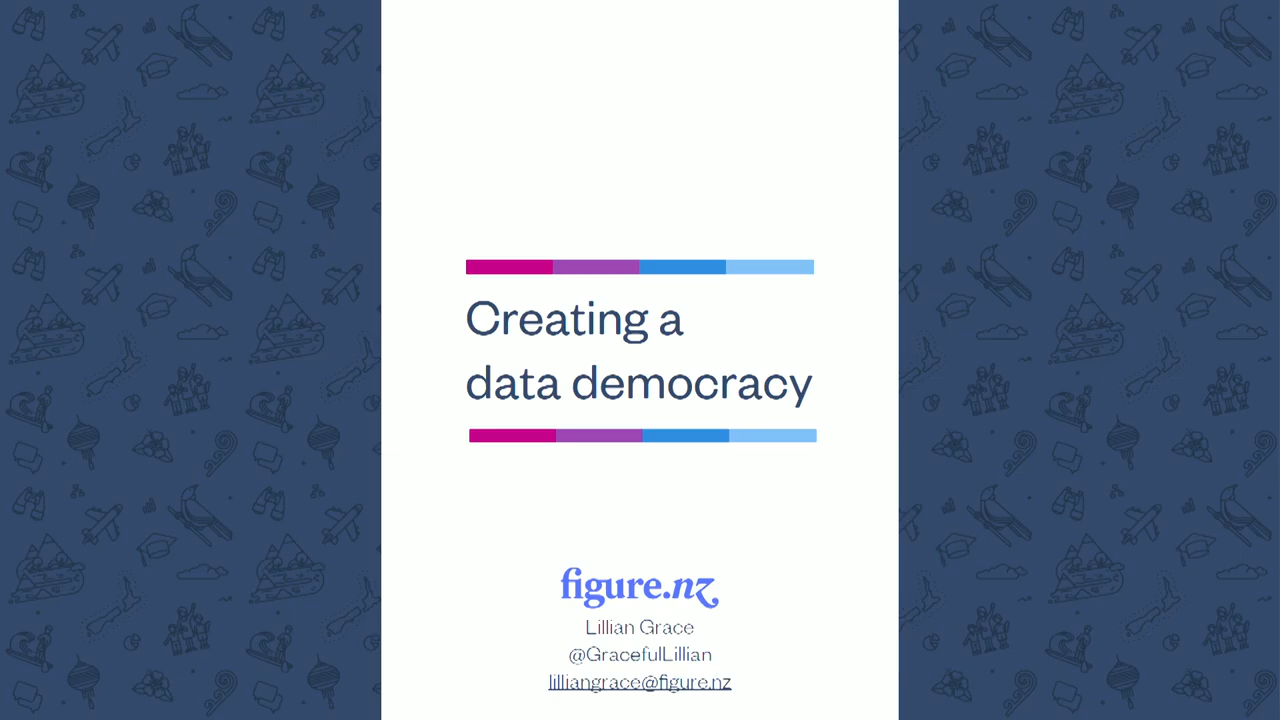 Creating a
data democracy
figure.nz
Lillian Grace
@GracefulLillian
lilliangrace@figure.nz